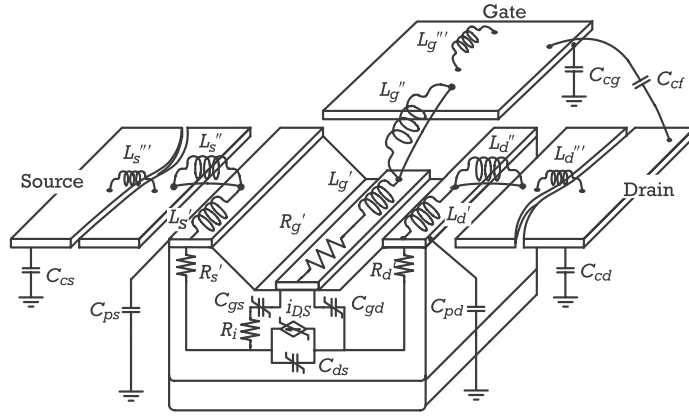 Gate
L_g'''
L_g''
C_cg
C_cf
L_s'''
L_s''
L_d''
L_d'''
Source
L_g'
Drain
L_s'
R_g'
L_d'
C_cs
R_s'
R_d
C_cd
C_ps
C_gs
i_DS
C_gd
C_pd
R_i
C_ds